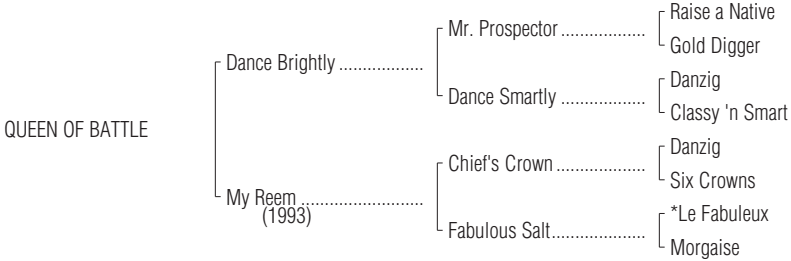 Raise a Native
Mr. Prospector ..................
Gold Digger
Dance Brightly ..................
Danzig
Dance Smartly ..................
Classy 'n Smart
QUEEN OF BATTLE
Danzig
Chief's Crown ...................
Six Crowns
My Reem ..........................
(1993)
*Le Fabuleux
Fabulous Salt....................
Morgaise